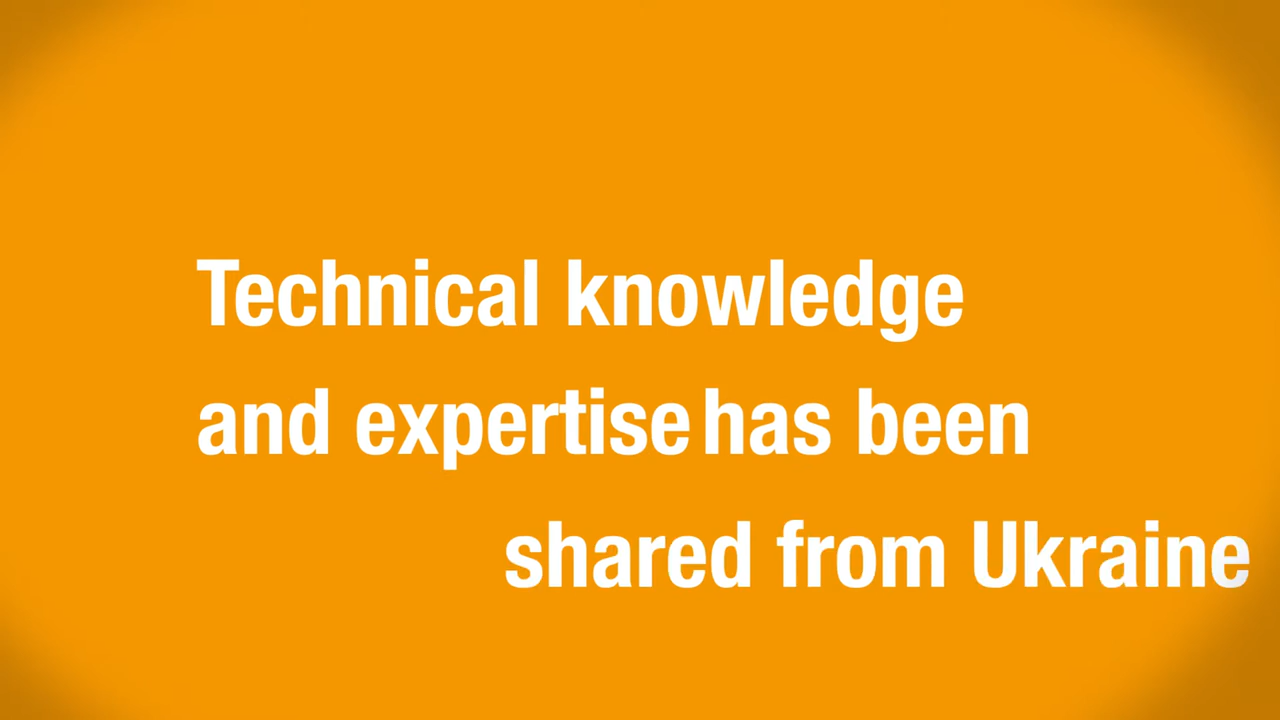 Technical knowledge
and expertise has been
shared from Ukraine